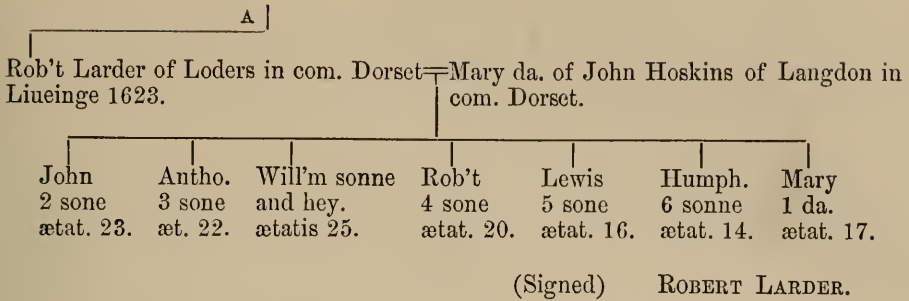 A
Rob't Larder of Loders in com. Dorset Mary da. of John Hoskins of Langdon in
Liueinge 1623. com. Dorset.
John Antho. Will'm sonne Rob't Lewis Humph. Mary
2 sone 3 sone and hey. 4 sone 5 sone 6 sonne 1 da.
ætat. 23. æt. 22. ætatis 25. ætat. 20. ætat. 16. ætat. 14. ætat. 17.
(Signed) ROBERT LARDER.